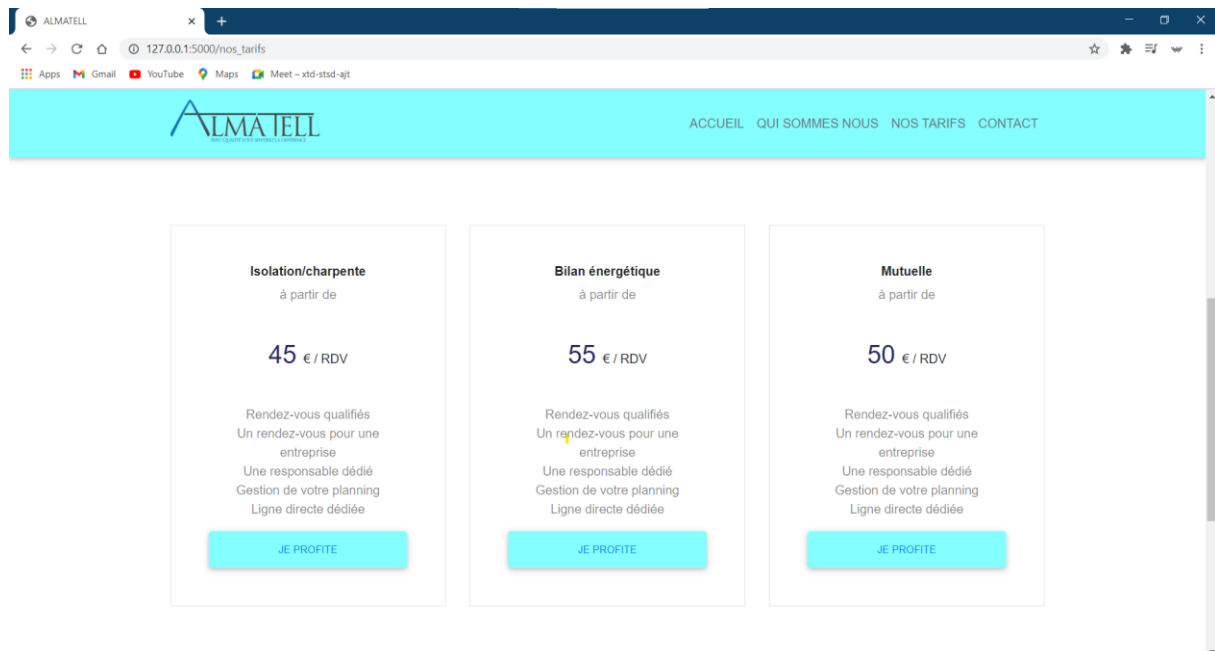 ALMATELL
127.0.0.1:5000/nos_tarifs
Apps Gmail YouTube Maps Meet – xtd-stsd-ajt
ALMATELL
ACCUEIL QUI SOMMES NOUS NOS TARIFS CONTACT
Isolation/charpente
à partir de
45 € / RDV
Rendez-vous qualifiés
Un rendez-vous pour une
entreprise
Une responsable dédié
Gestion de votre planning
Ligne directe dédiée
JE PROFITE
Bilan énergétique
à partir de
55 € / RDV
Rendez-vous qualifiés
Un rendez-vous pour une
entreprise
Une responsable dédié
Gestion de votre planning
Ligne directe dédiée
JE PROFITE
Mutuelle
à partir de
50 € / RDV
Rendez-vous qualifiés
Un rendez-vous pour une
entreprise
Une responsable dédié
Gestion de votre planning
Ligne directe dédiée
JE PROFITE